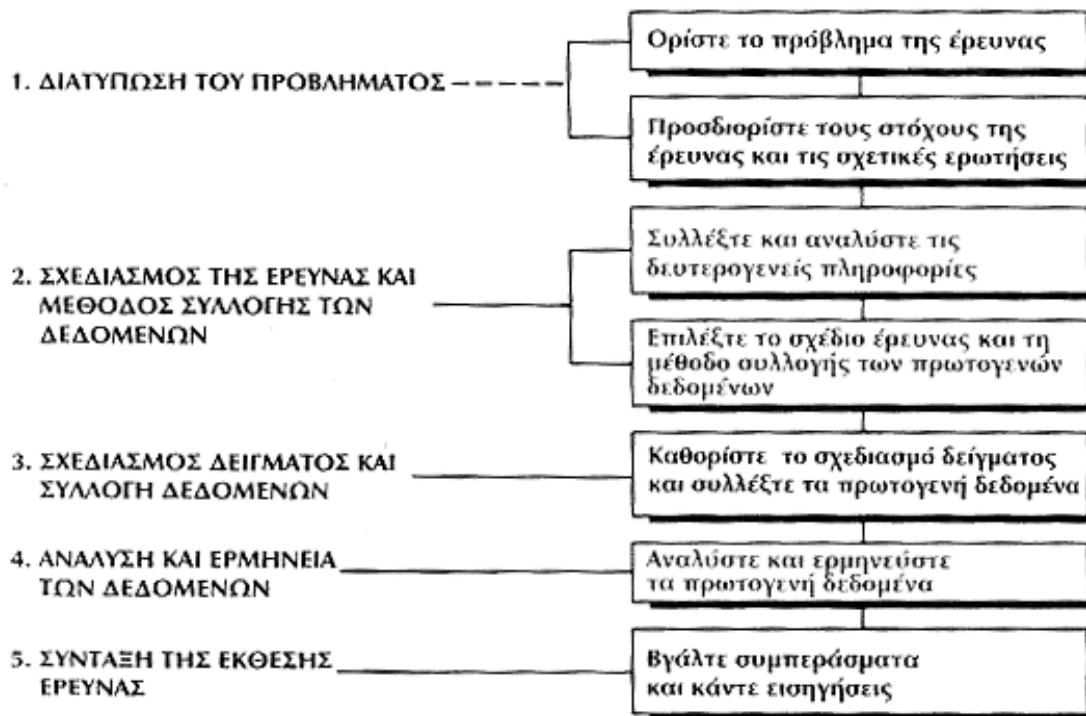 Ορίστε το πρόβλημα της έρευνας
1. ΔΙΑΤΥΠΩΣΗ ΤΟΥ ΠΡΟΒΛΗΜΑΤΟΣ
Προσδιορίστε τους στόχους της
έρευνας και τις σχετικές ερωτήσεις
Συλλέξτε και αναλύστε τις
δευτερογενείς πληροφορίες
2. ΣΧΕΔΙΑΣΜΟΣ ΤΗΣ ΕΡΕΥΝΑΣ ΚΑΙ
ΜΕΘΟΔΟΣ ΣΥΛΛΟΓΗΣ ΤΩΝ
ΔΕΔΟΜΕΝΩΝ
Επιλέξτε το σχέδιο έρευνας και τη
μέθοδο συλλογής των πρωτογενών
δεδομένων
3. ΣΧΕΔΙΑΣΜΟΣ ΔΕΙΓΜΑΤΟΣ ΚΑΙ
ΣΥΛΛΟΓΗ ΔΕΔΟΜΕΝΩΝ
Καθορίστε το σχεδιασμό δείγματος
και συλλέξτε τα πρωτογενή δεδομένα
4. ΑΝΑΛΥΣΗ ΚΑΙ ΕΡΜΗΝΕΙΑ
ΤΩΝ ΔΕΔΟΜΕΝΩΝ
Αναλύστε και ερμηνεύστε
τα πρωτογενή δεδομένα
5. ΣΥΝΤΑΞΗ ΤΗΣ ΕΚΘΕΣΗΣ
ΕΡΕΥΝΑΣ
Βγάλτε συμπεράσματα
και κάντε εισηγήσεις